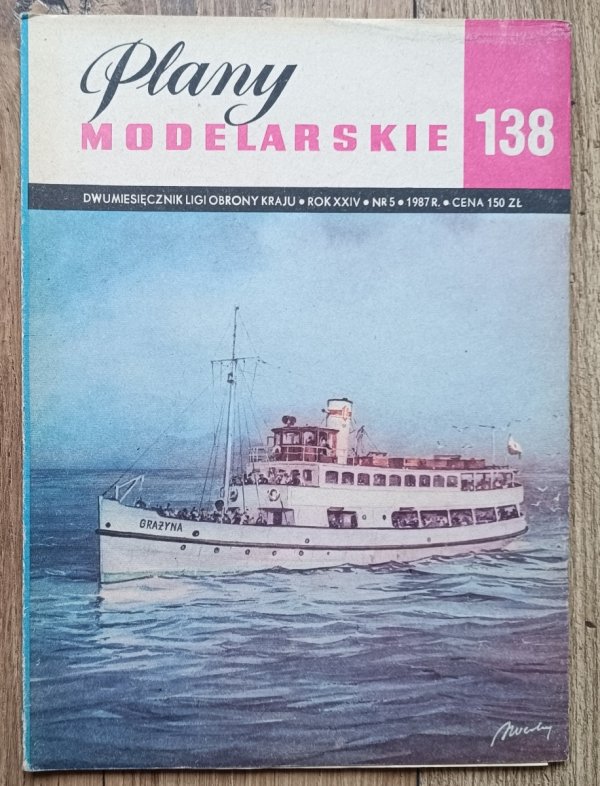 Plany
MODELARSKIE
138
DWUMIESIĘCZNIK LIGI OBRONY KRAJU • ROK XXIV • NR 5 • 1987 R. • CENA 150 ZŁ
GRAŻYNA